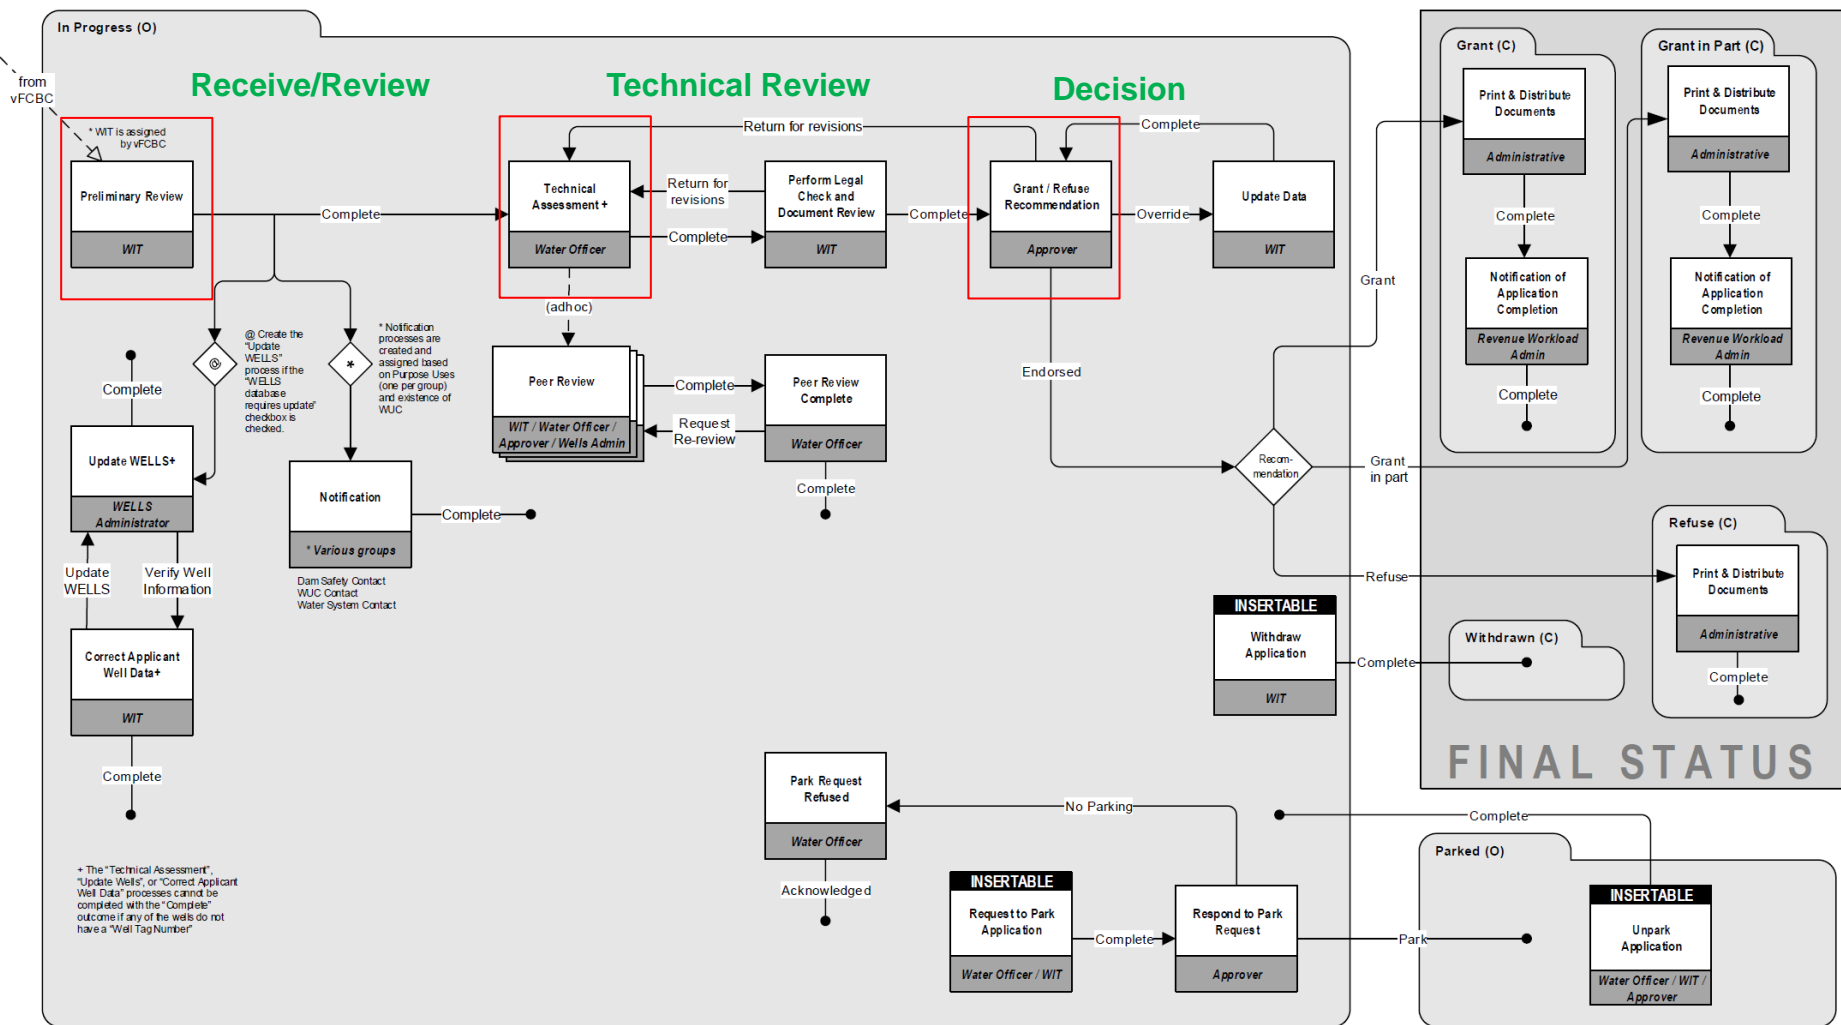 In Progress (O)
from
vFCBC
Receive/Review
Technical Review
Decision
* WIT is assigned
by vFCBC
Preliminary Review
WIT
Complete
Return for revisions
Technical
Assessment +
Water Officer
Return for
revisions
Complete
Perform Legal
Check and
Document Review
WIT
Complete
Grant / Refuse
Recommendation
Approver
Override
Complete
Update Data
WIT
(adhoc)
@
@ Create the
"Update
WELLS"
process if the
"WELLS
database
requires update"
checkbox is
checked.
*
* Notification
processes are
created and
assigned based
on Purpose Uses
(one per group)
and existence of
WUC
Complete
Update WELLS+
WELLS
Administrator
Update
WELLS
Verify Well
Information
Correct Applicant
Well Data+
WIT
Complete
Notification
* Various groups
Complete
Dam Safety Contact
WUC Contact
Water System Contact
Peer Review
WIT / Water Officer /
Approver / Wells Admin
Complete
Request
Re-review
Peer Review
Complete
Water Officer
Complete
Endorsed
Recom-
mendation
Grant
Grant
in part
Refuse
INSERTABLE
Withdraw
Application
WIT
Complete
Park Request
Refused
Water Officer
Acknowledged
No Parking
INSERTABLE
Request to Park
Application
Water Officer / WIT
Complete
Respond to Park
Request
Approver
Park
+ The "Technical Assessment",
"Update Wells", or "Correct Applicant
Well Data" processes cannot be
completed with the "Complete"
outcome if any of the wells do not
have a "Well Tag Number"
Grant (C)
Print & Distribute
Documents
Administrative
Complete
Notification of
Application
Completion
Revenue Workload
Admin
Complete
Grant in Part (C)
Print & Distribute
Documents
Administrative
Complete
Notification of
Application
Completion
Revenue Workload
Admin
Complete
Refuse (C)
Print & Distribute
Documents
Administrative
Complete
Withdrawn (C)
FINAL STATUS
Complete
Parked (O)
INSERTABLE
Unpark
Application
Water Officer / WIT /
Approver